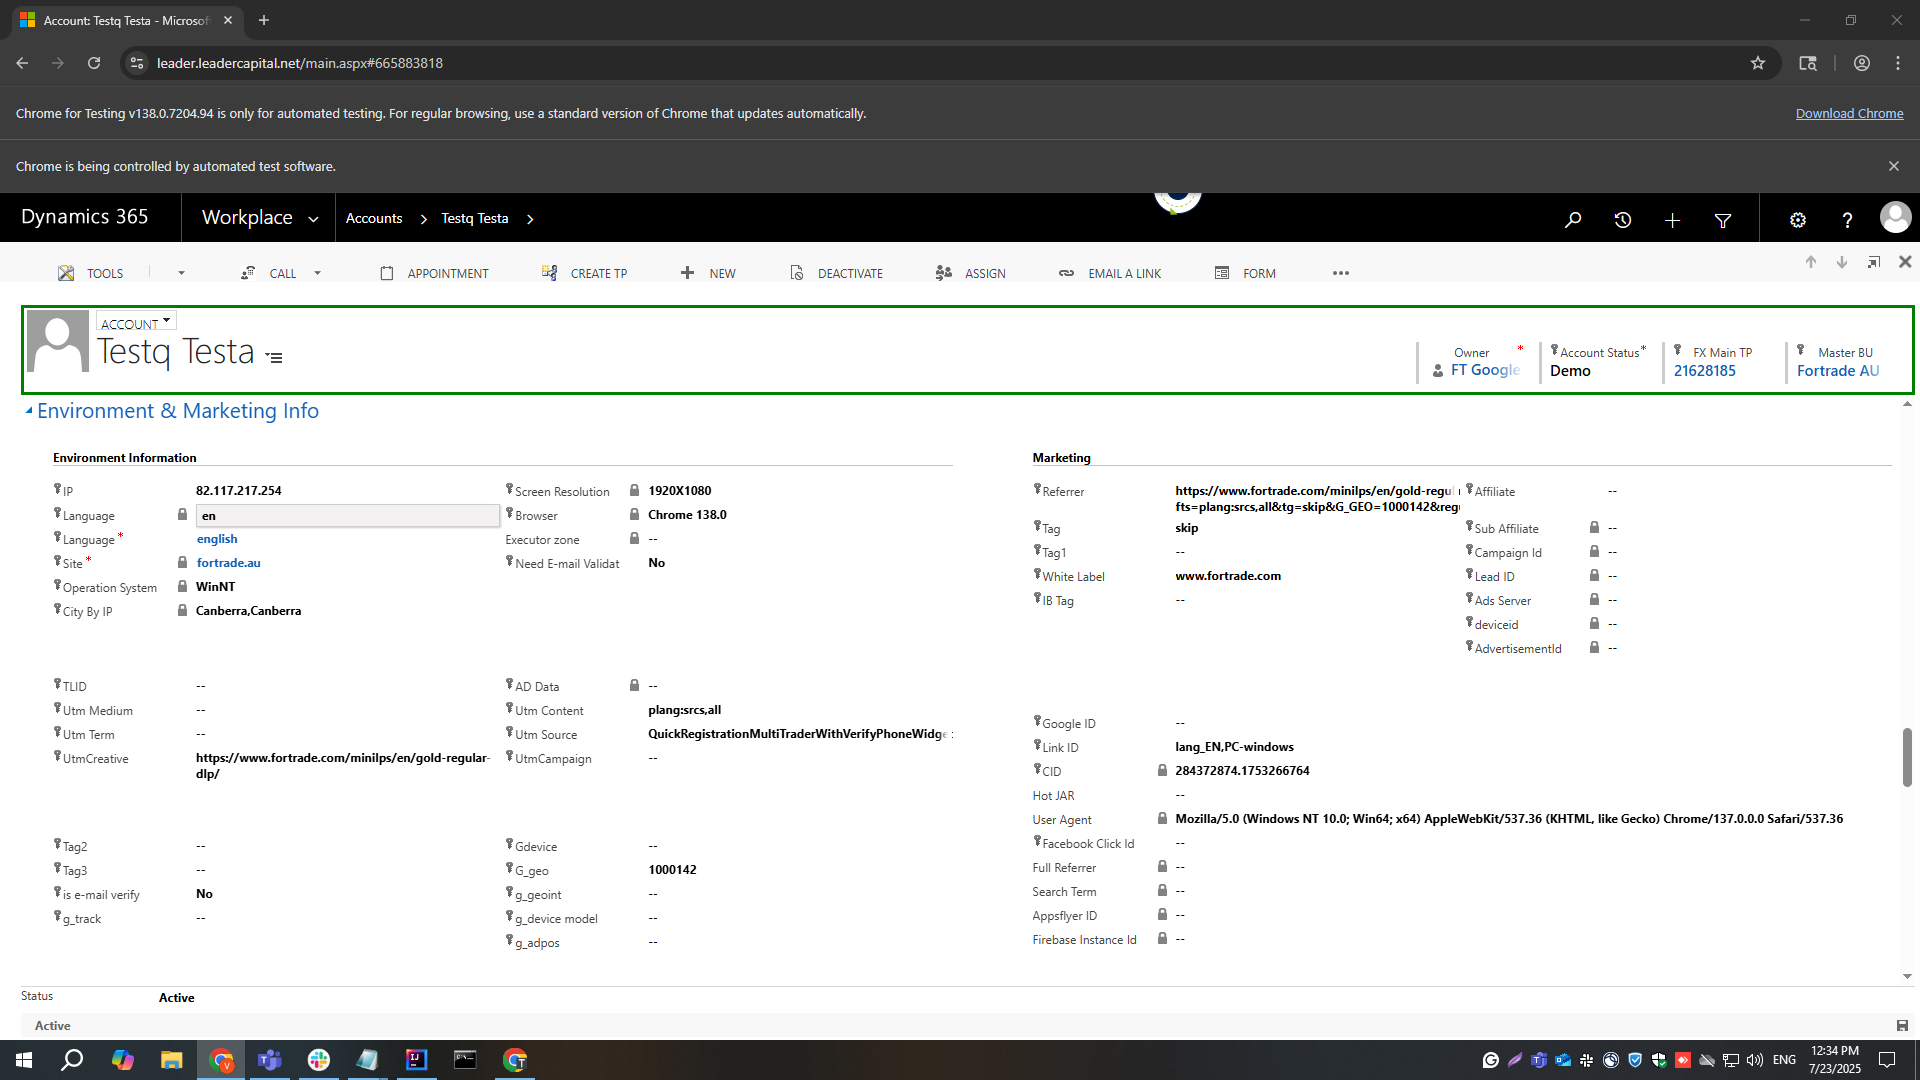 Account: Testq Testa - Microsof
leader.leadercapital.net/main.aspx#665883818
Chrome for Testing v138.0.7204.94 is only for automated testing. For regular browsing, use a standard version of Chrome that updates automatically.
Download Chrome
Chrome is being controlled by automated test software.
Dynamics 365
Workplace
Accounts
Testq Testa
TOOLS
CALL
APPOINTMENT
CREATE TP
NEW
DEACTIVATE
ASSIGN
EMAIL A LINK
FORM
ACCOUNT
Testq Testa
Owner *
FT Google
Account Status *
Demo
FX Main TP
21628185
Master BU
Fortrade AU
Environment & Marketing Info
Environment Information
IP 82.117.217.254
Language en
Language * english
Site * fortrade.au
Operation System WinNT
City By IP Canberra,Canberra
Screen Resolution 1920X1080
Browser Chrome 138.0
Executor zone --
Need E-mail Validat No
TLID --
Utm Medium --
Utm Term --
UtmCreative https://www.fortrade.com/minilps/en/gold-regular-
dlp/
AD Data --
Utm Content plang:srcs,all
Utm Source QuickRegistrationMultiTraderWithVerifyPhoneWidge
UtmCampaign --
Tag2 --
Tag3 --
is e-mail verify No
g_track --
Gdevice --
G_geo 1000142
g_geoint --
g_device model --
g_adpos --
Marketing
Referrer https://www.fortrade.com/minilps/en/gold-regul
fts=plang:srcs,all&tg=skip&G_GEO=1000142&reg
Tag skip
Tag1 --
White Label www.fortrade.com
IB Tag --
Affiliate --
Sub Affiliate --
Campaign Id --
Lead ID --
Ads Server --
deviceid --
AdvertisementId --
Google ID --
Link ID lang_EN,PC-windows
CID 284372874.1753266764
Hot JAR --
User Agent Mozilla/5.0 (Windows NT 10.0; Win64; x64) AppleWebKit/537.36 (KHTML, like Gecko) Chrome/137.0.0.0 Safari/537.36
Facebook Click Id --
Full Referrer --
Search Term --
Appsflyer ID --
Firebase Instance Id --
Status Active
Active
ENG
12:34 PM
7/23/2025